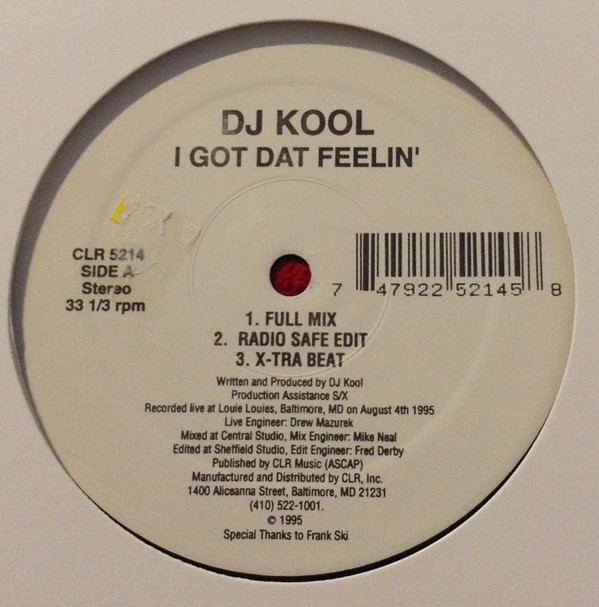 DJ KOOL
I GOT DAT FEELIN'
CLR 5214
SIDE A
Stereo
33 1/3 rpm
7 47922 52145 8
1. FULL MIX
2. RADIO SAFE EDIT
3. X-TRA BEAT
Written and Produced by DJ Kool
Production Assistance S/X
Recorded live at Louie Louies, Baltimore, MD on August 4th 1995
Live Engineer: Drew Mazurek
Mixed at Central Studio, Mix Engineer: Mike Neal
Edited at Sheffield Studio, Edit Engineer: Fred Derby
Published by CLR Music (ASCAP)
Manufactured and Distributed by CLR, Inc.
1400 Aliceanna Street, Baltimore, MD 21231
(410) 522-1001.
© 1995
Special Thanks to Frank Ski